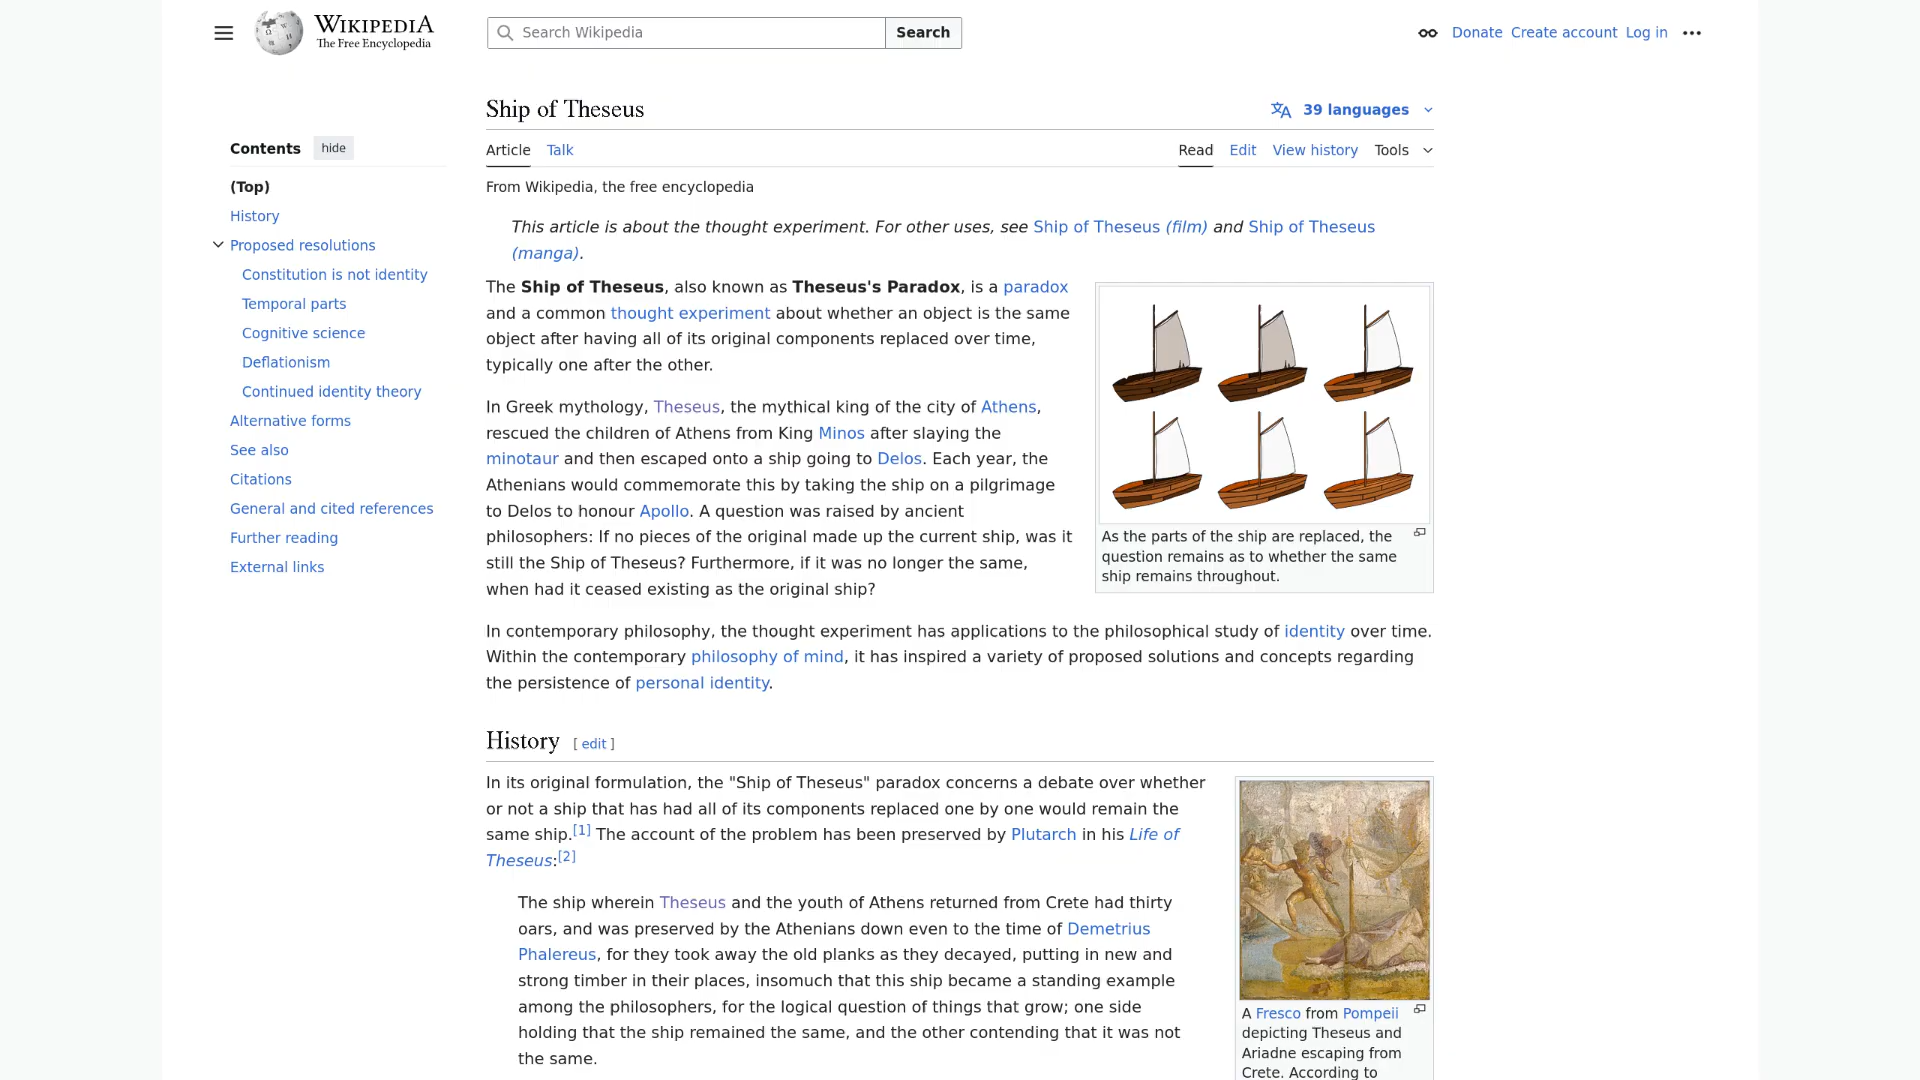 WIKIPEDIA
The Free Encyclopedia
Search Wikipedia
Search
Donate Create account Log in
Contents hide
(Top)
History
Proposed resolutions
Constitution is not identity
Temporal parts
Cognitive science
Deflationism
Continued identity theory
Alternative forms
See also
Citations
General and cited references
Further reading
External links
Ship of Theseus
39 languages
Article Talk
Read Edit View history Tools
From Wikipedia, the free encyclopedia
This article is about the thought experiment. For other uses, see Ship of Theseus (film) and Ship of Theseus
(manga).
The Ship of Theseus, also known as Theseus's Paradox, is a paradox
and a common thought experiment about whether an object is the same
object after having all of its original components replaced over time,
typically one after the other.
In Greek mythology, Theseus, the mythical king of the city of Athens,
rescued the children of Athens from King Minos after slaying the
minotaur and then escaped onto a ship going to Delos. Each year, the
Athenians would commemorate this by taking the ship on a pilgrimage
to Delos to honour Apollo. A question was raised by ancient
philosophers: If no pieces of the original made up the current ship, was it
still the Ship of Theseus? Furthermore, if it was no longer the same,
when had it ceased existing as the original ship?
As the parts of the ship are replaced, the
question remains as to whether the same
ship remains throughout.
In contemporary philosophy, the thought experiment has applications to the philosophical study of identity over time.
Within the contemporary philosophy of mind, it has inspired a variety of proposed solutions and concepts regarding
the persistence of personal identity.
History [ edit ]
In its original formulation, the "Ship of Theseus" paradox concerns a debate over whether
or not a ship that has had all of its components replaced one by one would remain the
same ship.[1] The account of the problem has been preserved by Plutarch in his Life of
Theseus:[2]
The ship wherein Theseus and the youth of Athens returned from Crete had thirty
oars, and was preserved by the Athenians down even to the time of Demetrius
Phalereus, for they took away the old planks as they decayed, putting in new and
strong timber in their places, insomuch that this ship became a standing example
among the philosophers, for the logical question of things that grow; one side
holding that the ship remained the same, and the other contending that it was not
the same.
A Fresco from Pompeii
depicting Theseus and
Ariadne escaping from
Crete. According to